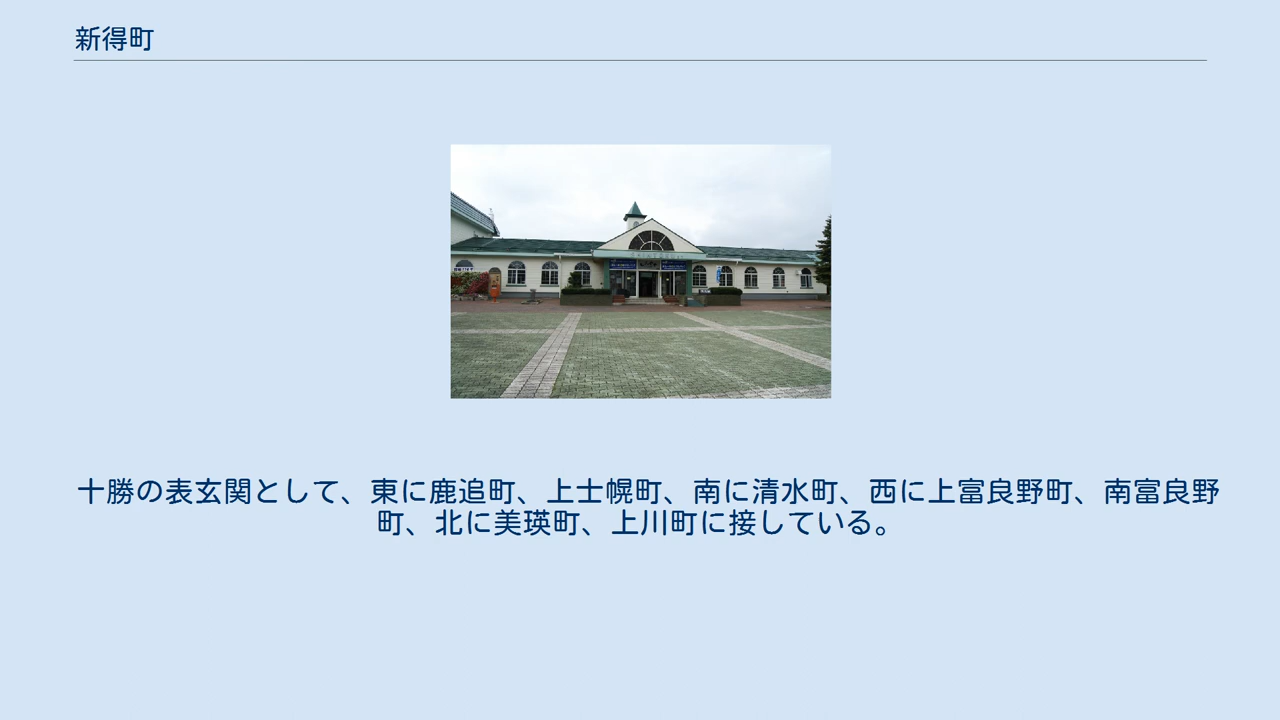 新得町
十勝の表玄関として、東に鹿追町、上士幌町、南に清水町、西に上富良野町、南富良野
町、北に美瑛町、上川町に接している。